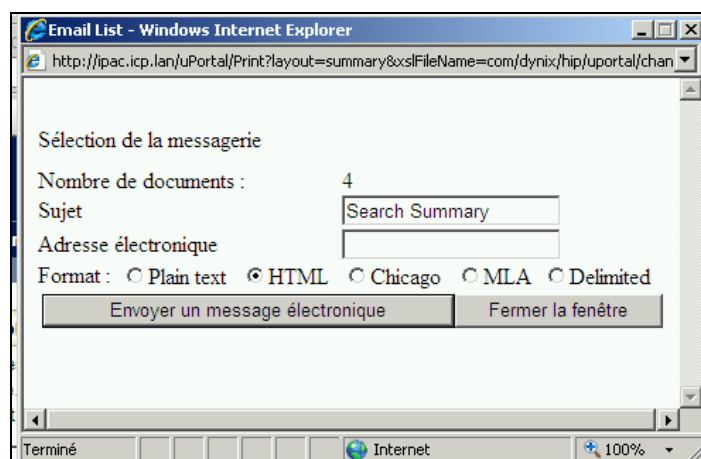 Email List - Windows Internet Explorer
http://ipac.icp.lan/uPortal/Print?layout=summary&xslFileName=com/dynix/hip/uportal/chan
Sélection de la messagerie
Nombre de documents : 4
Sujet Search Summary
Adresse électronique
Format : Plain text HTML Chicago MLA Delimited
Envoyer un message électronique Fermer la fenêtre
Terminé Internet 100%